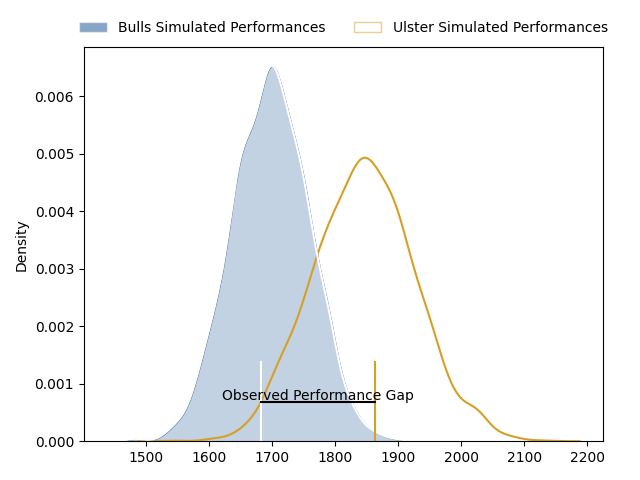 Bulls Simulated Performances
Ulster Simulated Performances
0.006
0.005
0.004
0.003
0.002
0.001
0.000
Density
Observed Performance Gap
1500 1600 1700 1800 1900 2000 2100 2200